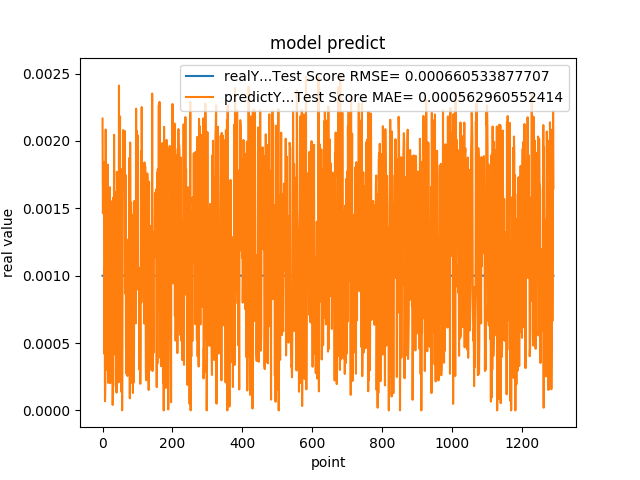 model predict
realY...Test Score RMSE= 0.000660533877707
predictY...Test Score MAE= 0.000562960552414
0.0025
0.0020
0.0015
0.0010
0.0005
0.0000
real value
0 200 400 600 800 1000 1200
point